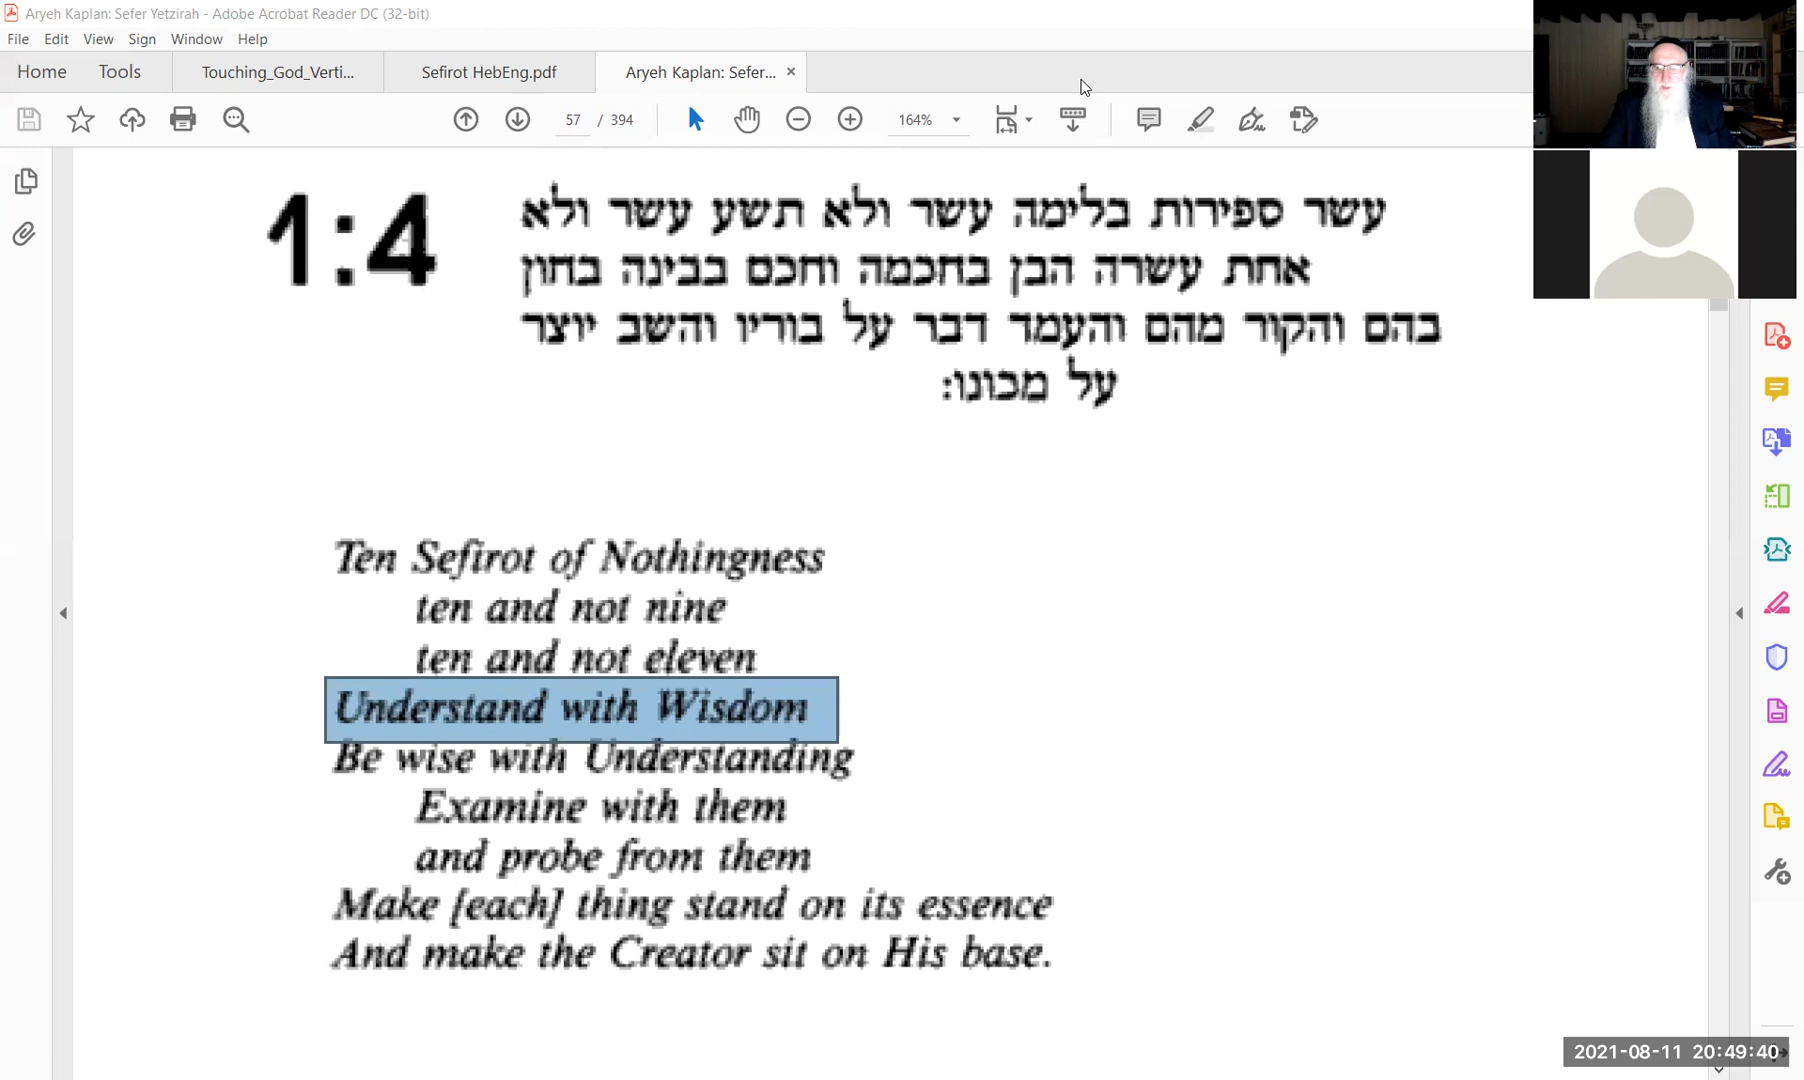 Aryeh Kaplan: Sefer Yetzirah - Adobe Acrobat Reader DC (32-bit)
File Edit View Sign Window Help
Home Tools Touching_God_Verti... Sefirot HebEng.pdf Aryeh Kaplan: Sefer... ×
57 / 394 164%
1:4
עשר ספירות בלימה עשר ולא תשע עשר ולא
אחת עשרה הבן בחכמה וחכם בבינה בחון
בהם והקור מהם והעמד דבר על בוריו והשב יוצר
על מכונו:
Ten Sefirot of Nothingness
ten and not nine
ten and not eleven
Understand with Wisdom
Be wise with Understanding
Examine with them
and probe from them
Make [each] thing stand on its essence
And make the Creator sit on His base.
2021-08-11 20:49:40